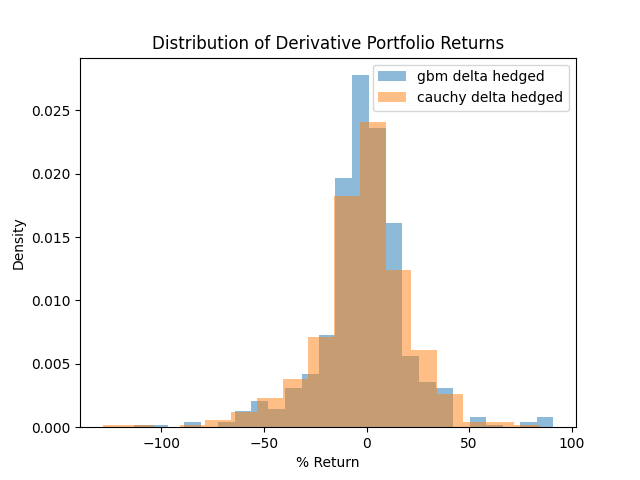 Distribution of Derivative Portfolio Returns
gbm delta hedged
cauchy delta hedged
0.025
0.020
0.015
0.010
0.005
0.000
Density
−100
−50
0
50
100
% Return